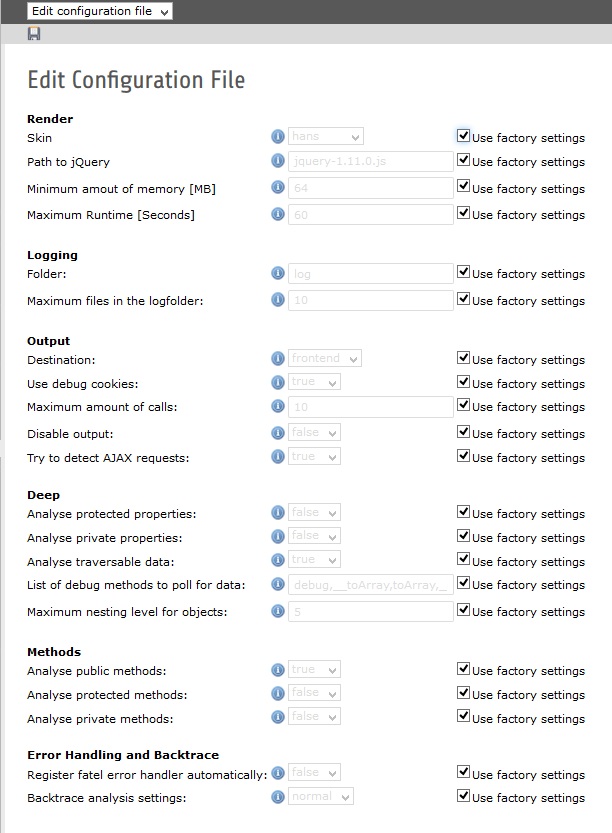 Edit configuration file
Edit Configuration File
Render
Skin hans Use factory settings
Path to jQuery jquery-1.11.0.js Use factory settings
Minimum amout of memory [MB] 64 Use factory settings
Maximum Runtime [Seconds] 60 Use factory settings
Logging
Folder: log Use factory settings
Maximum files in the logfolder: 10 Use factory settings
Output
Destination: frontend Use factory settings
Use debug cookies: true Use factory settings
Maximum amount of calls: 10 Use factory settings
Disable output: false Use factory settings
Try to detect AJAX requests: true Use factory settings
Deep
Analyse protected properties: false Use factory settings
Analyse private properties: false Use factory settings
Analyse traversable data: true Use factory settings
List of debug methods to poll for data: debug,__toArray,toArray,_ Use factory settings
Maximum nesting level for objects: 5 Use factory settings
Methods
Analyse public methods: true Use factory settings
Analyse protected methods: false Use factory settings
Analyse private methods: false Use factory settings
Error Handling and Backtrace
Register fatel error handler automatically: false Use factory settings
Backtrace analysis settings: normal Use factory settings